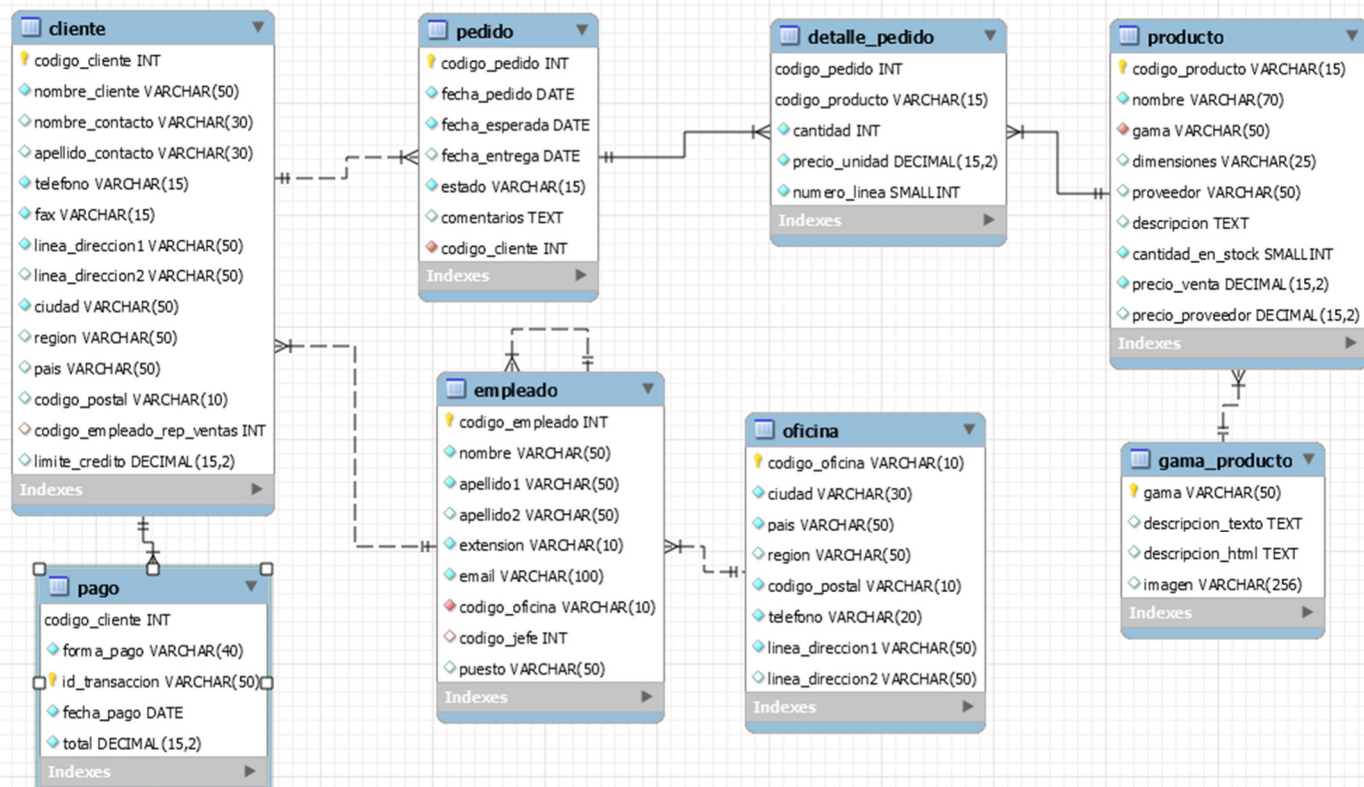 cliente
codigo_cliente INT
nombre_cliente VARCHAR(50)
nombre_contacto VARCHAR(30)
apellido_contacto VARCHAR(30)
telefono VARCHAR(15)
fax VARCHAR(15)
linea_direccion1 VARCHAR(50)
linea_direccion2 VARCHAR(50)
ciudad VARCHAR(50)
region VARCHAR(50)
pais VARCHAR(50)
codigo_postal VARCHAR(10)
codigo_empleado_rep_ventas INT
limite_credito DECIMAL(15,2)
Indexes
pedido
codigo_pedido INT
fecha_pedido DATE
fecha_esperada DATE
fecha_entrega DATE
estado VARCHAR(15)
comentarios TEXT
codigo_cliente INT
Indexes
detalle_pedido
codigo_pedido INT
codigo_producto VARCHAR(15)
cantidad INT
precio_unidad DECIMAL(15,2)
numero_linea SMALLINT
Indexes
producto
codigo_producto VARCHAR(15)
nombre VARCHAR(70)
gama VARCHAR(50)
dimensiones VARCHAR(25)
proveedor VARCHAR(50)
descripcion TEXT
cantidad_en_stock SMALLINT
precio_venta DECIMAL(15,2)
precio_proveedor DECIMAL(15,2)
Indexes
empleado
codigo_empleado INT
nombre VARCHAR(50)
apellido1 VARCHAR(50)
apellido2 VARCHAR(50)
extension VARCHAR(10)
email VARCHAR(100)
codigo_oficina VARCHAR(10)
codigo_jefe INT
puesto VARCHAR(50)
Indexes
oficina
codigo_oficina VARCHAR(10)
ciudad VARCHAR(30)
pais VARCHAR(50)
region VARCHAR(50)
codigo_postal VARCHAR(10)
telefono VARCHAR(20)
linea_direccion1 VARCHAR(50)
linea_direccion2 VARCHAR(50)
Indexes
gama_producto
gama VARCHAR(50)
descripcion_texto TEXT
descripcion_html TEXT
imagen VARCHAR(256)
Indexes
pago
codigo_cliente INT
forma_pago VARCHAR(40)
id_transaccion VARCHAR(50)
fecha_pago DATE
total DECIMAL(15,2)
Indexes